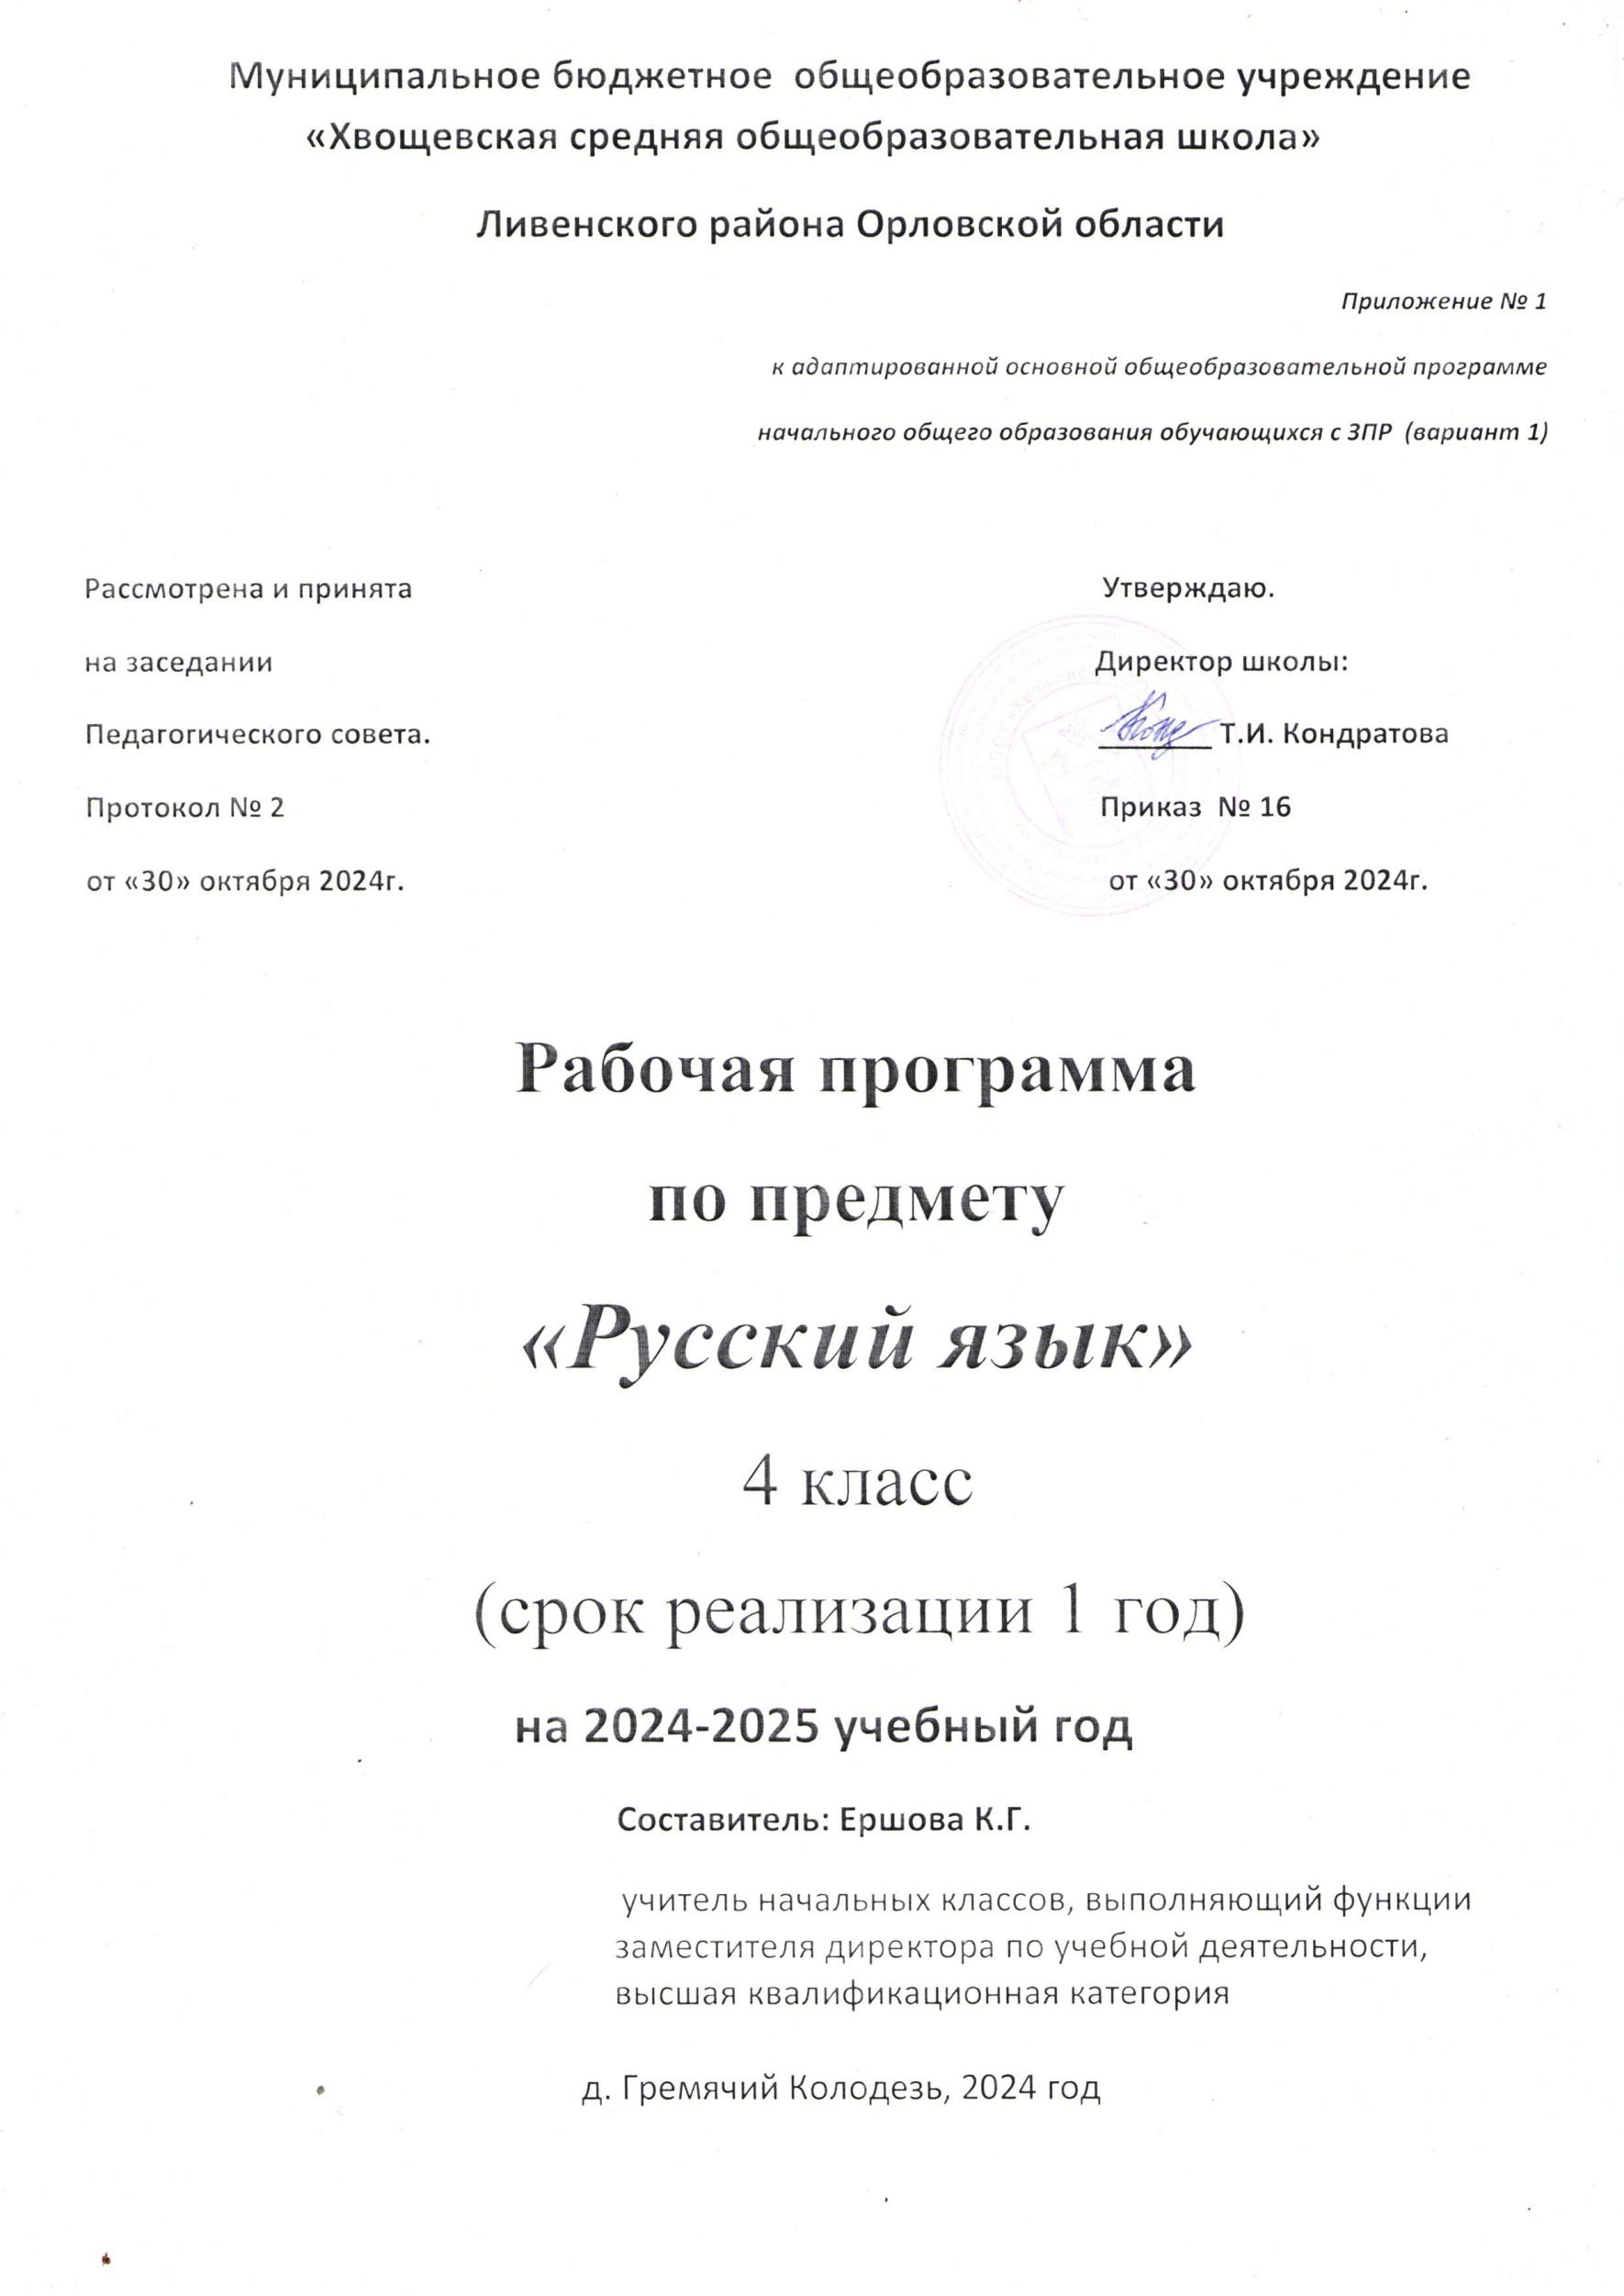 Муниципальное бюджетное общеобразовательное учреждение
«Хвощевская средняя общеобразовательная школа»
Ливенского района Орловской области
Приложение № 1
к адаптированной основной общеобразовательной программе
начального общего образования обучающихся с ЗПР (вариант 1)
Рассмотрена и принята
на заседании
Педагогического совета.
Протокол № 2
от «30» октября 2024г.
Утверждаю.
Директор школы:
Т.И. Кондратова
Приказ № 16
от «30» октября 2024г.
Рабочая программа
по предмету
«Русский язык»
4 класс
(срок реализации 1 год)
на 2024-2025 учебный год
Составитель: Ершова К.Г.
учитель начальных классов, выполняющий функции
заместителя директора по учебной деятельности,
высшая квалификационная категория
д. Гремячий Колодезь, 2024 год